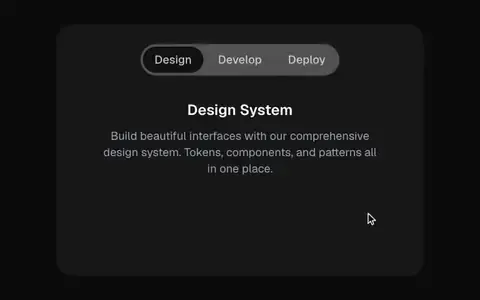 Design Develop Deploy
Design System
Build beautiful interfaces with our comprehensive
design system. Tokens, components, and patterns all
in one place.